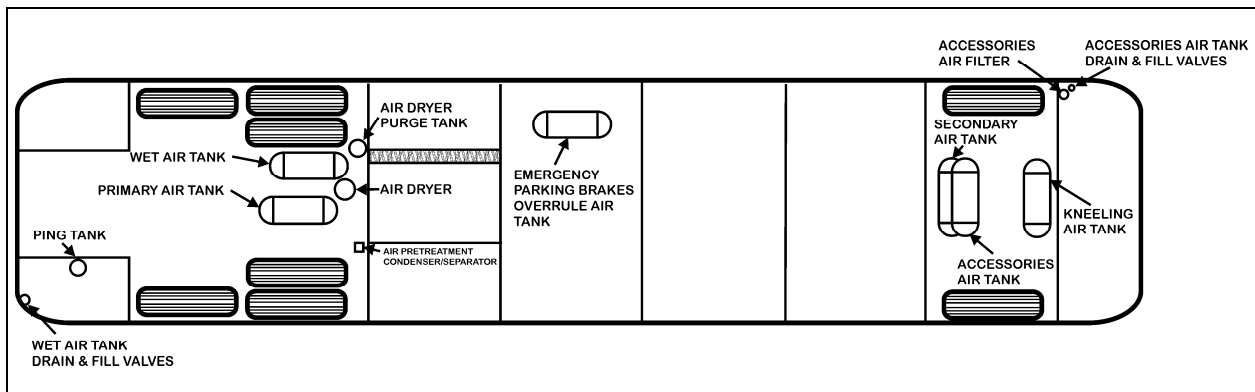 ACCESSORIES
AIR FILTER
ACCESSORIES AIR TANK
DRAIN & FILL VALVES
AIR DRYER
PURGE TANK
WET AIR TANK
PRIMARY AIR TANK
AIR DRYER
PING TANK
AIR PRETREATMENT
CONDENSER/SEPARATOR
EMERGENCY
PARKING BRAKES
OVERRULE AIR
TANK
SECONDARY
AIR TANK
KNEELING
AIR TANK
ACCESSORIES
AIR TANK
WET AIR TANK
DRAIN & FILL VALVES